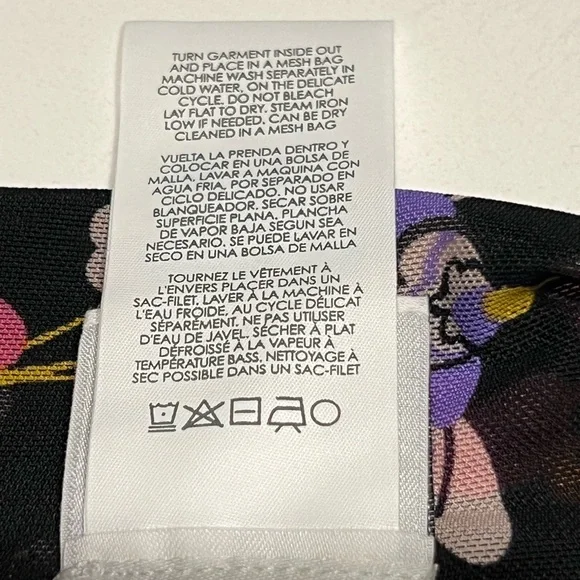 TURN GARMENT INSIDE OUT
AND PLACE IN A MESH BAG
MACHINE WASH SEPARATELY IN
COLD WATER, ON THE DELICATE
CYCLE. DO NOT BLEACH
LAY FLAT TO DRY. STEAM IRON
LOW IF NEEDED. CAN BE DRY
CLEANED IN A MESH BAG
VUELTA LA PRENDA DENTRO Y
COLOCAR EN UNA BOLSA DE
MALLA. LAVAR A MAQUINA CON
AGUA FRIA, POR SEPARADO EN
CICLO DELICADO. NO USAR
BLANQUEADOR. SECAR SOBRE
SUPERFICIE PLANA. PLANCHA
DE VAPOR BAJA SEGUN SEA
NECESARIO. SE PUEDE LAVAR EN
SECO EN UNA BOLSA DE MALLA
TOURNEZ LE VÊTEMENT À
L'ENVERS PLACER DANS UN
SAC-FILET. LAVER À LA MACHINE À
L'EAU FROIDE, AU CYCLE DÉLICAT
SÉPARÉMENT. NE PAS UTILISER
D'EAU DE JAVEL. SÉCHER À PLAT
DÉFROISSÉ À LA VAPEUR À
TEMPÉRATURE BASS. NETTOYAGE À
SEC POSSIBLE DANS UN SAC-FILET